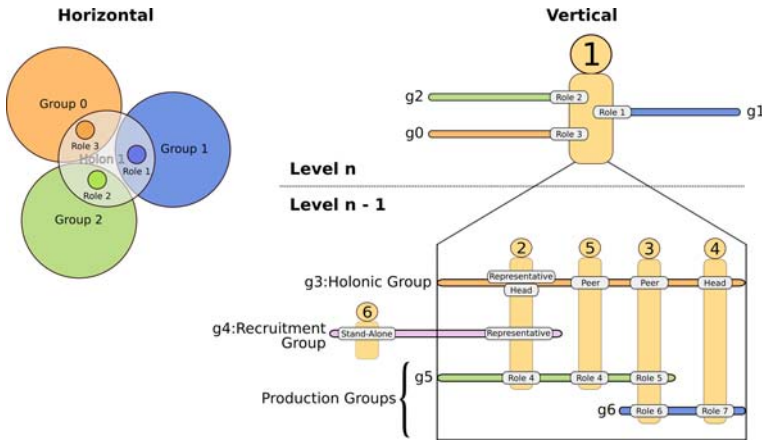 Horizontal
Group 0
Role 3
Holon 1
Role 1
Group 1
Role 2
Group 2
Vertical
1
g2
Role 2
Role 1
g1
g0
Role 3
Level n
Level n - 1
2
5
3
4
g3:Holonic Group
Representative
Head
Peer
Peer
Head
6
g4:Recruitment
Group
Stand-Alone
Representative
Production Groups
g5
Role 4
Role 4
Role 5
g6
Role 6
Role 7